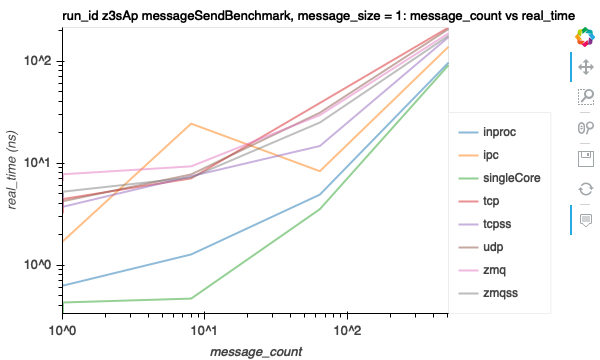 run_id z3sAp messageSendBenchmark, message_size = 1: message_count vs real_time
real_time (ns)
10^2
10^1
10^0
10^0
10^1
10^2
message_count
inproc
ipc
singleCore
tcp
tcpss
udp
zmq
zmqss